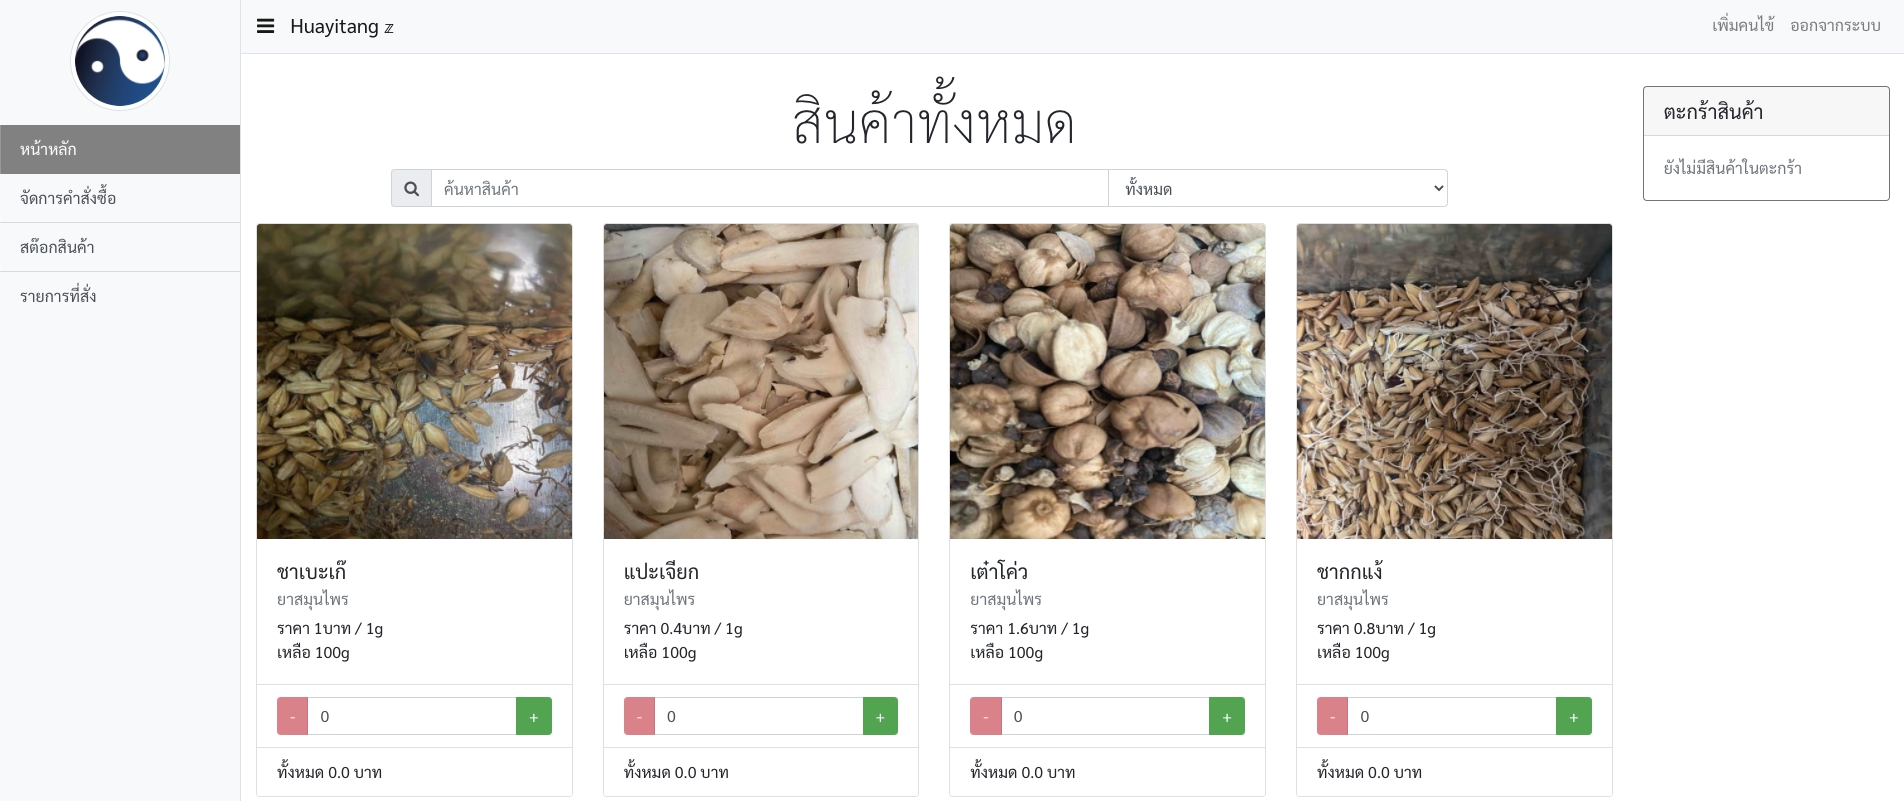 Huayitang ℤ
เพิ่มคนไข้
ออกจากระบบ
หน้าหลัก
จัดการคำสั่งซื้อ
สต๊อกสินค้า
รายการที่สั่ง
สินค้าทั้งหมด
ค้นหาสินค้า
ทั้งหมด
ตะกร้าสินค้า
ยังไม่มีสินค้าในตะกร้า
ชาเบะเก๊
ยาสมุนไพร
ราคา 1บาท / 1g
เหลือ 100g
-
0
+
ทั้งหมด 0.0 บาท
แปะเจียก
ยาสมุนไพร
ราคา 0.4บาท / 1g
เหลือ 100g
-
0
+
ทั้งหมด 0.0 บาท
เต๋าโค่ว
ยาสมุนไพร
ราคา 1.6บาท / 1g
เหลือ 100g
-
0
+
ทั้งหมด 0.0 บาท
ชากกแง้
ยาสมุนไพร
ราคา 0.8บาท / 1g
เหลือ 100g
-
0
+
ทั้งหมด 0.0 บาท